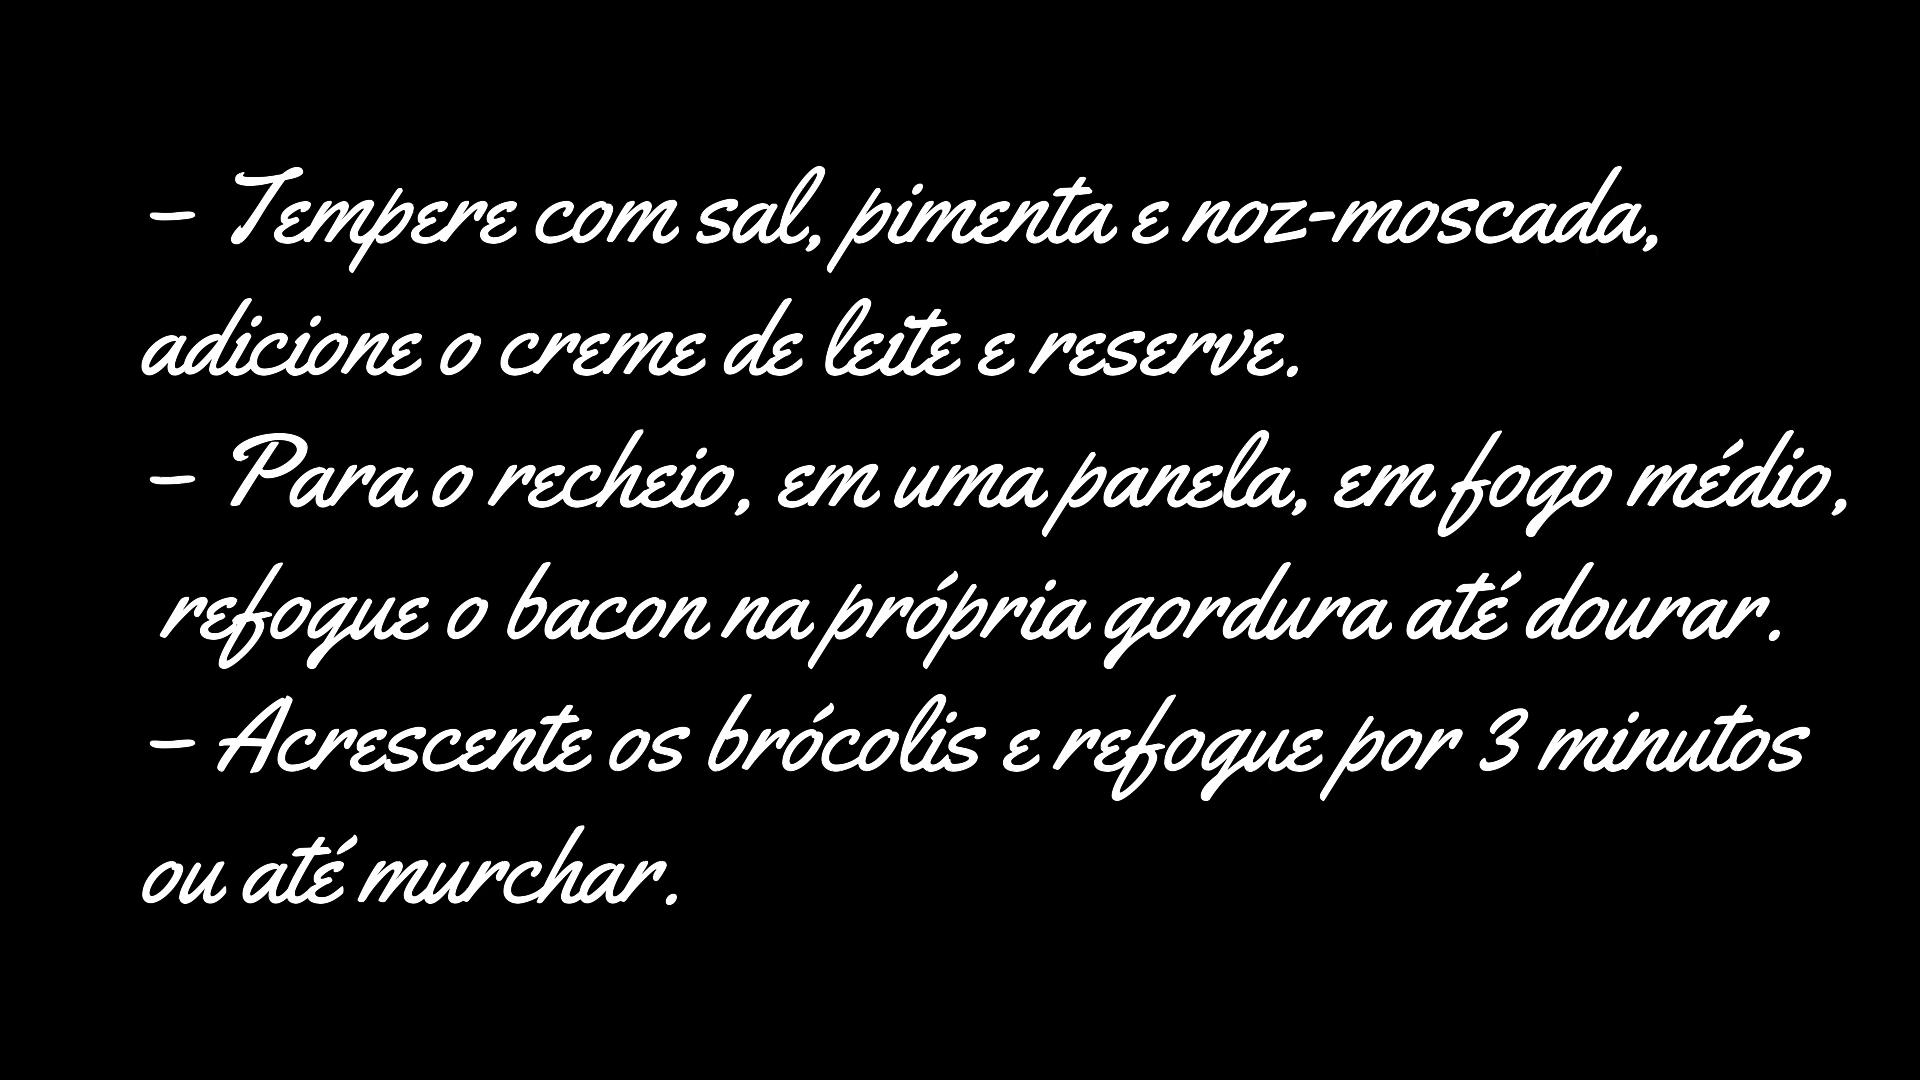 – Tempere com sal, pimenta e noz-moscada,
adicione o creme de leite e reserve.
– Para o recheio, em uma panela, em fogo médio,
refogue o bacon na própria gordura até dourar.
– Acrescente os brócolis e refogue por 3 minutos
ou até murchar.